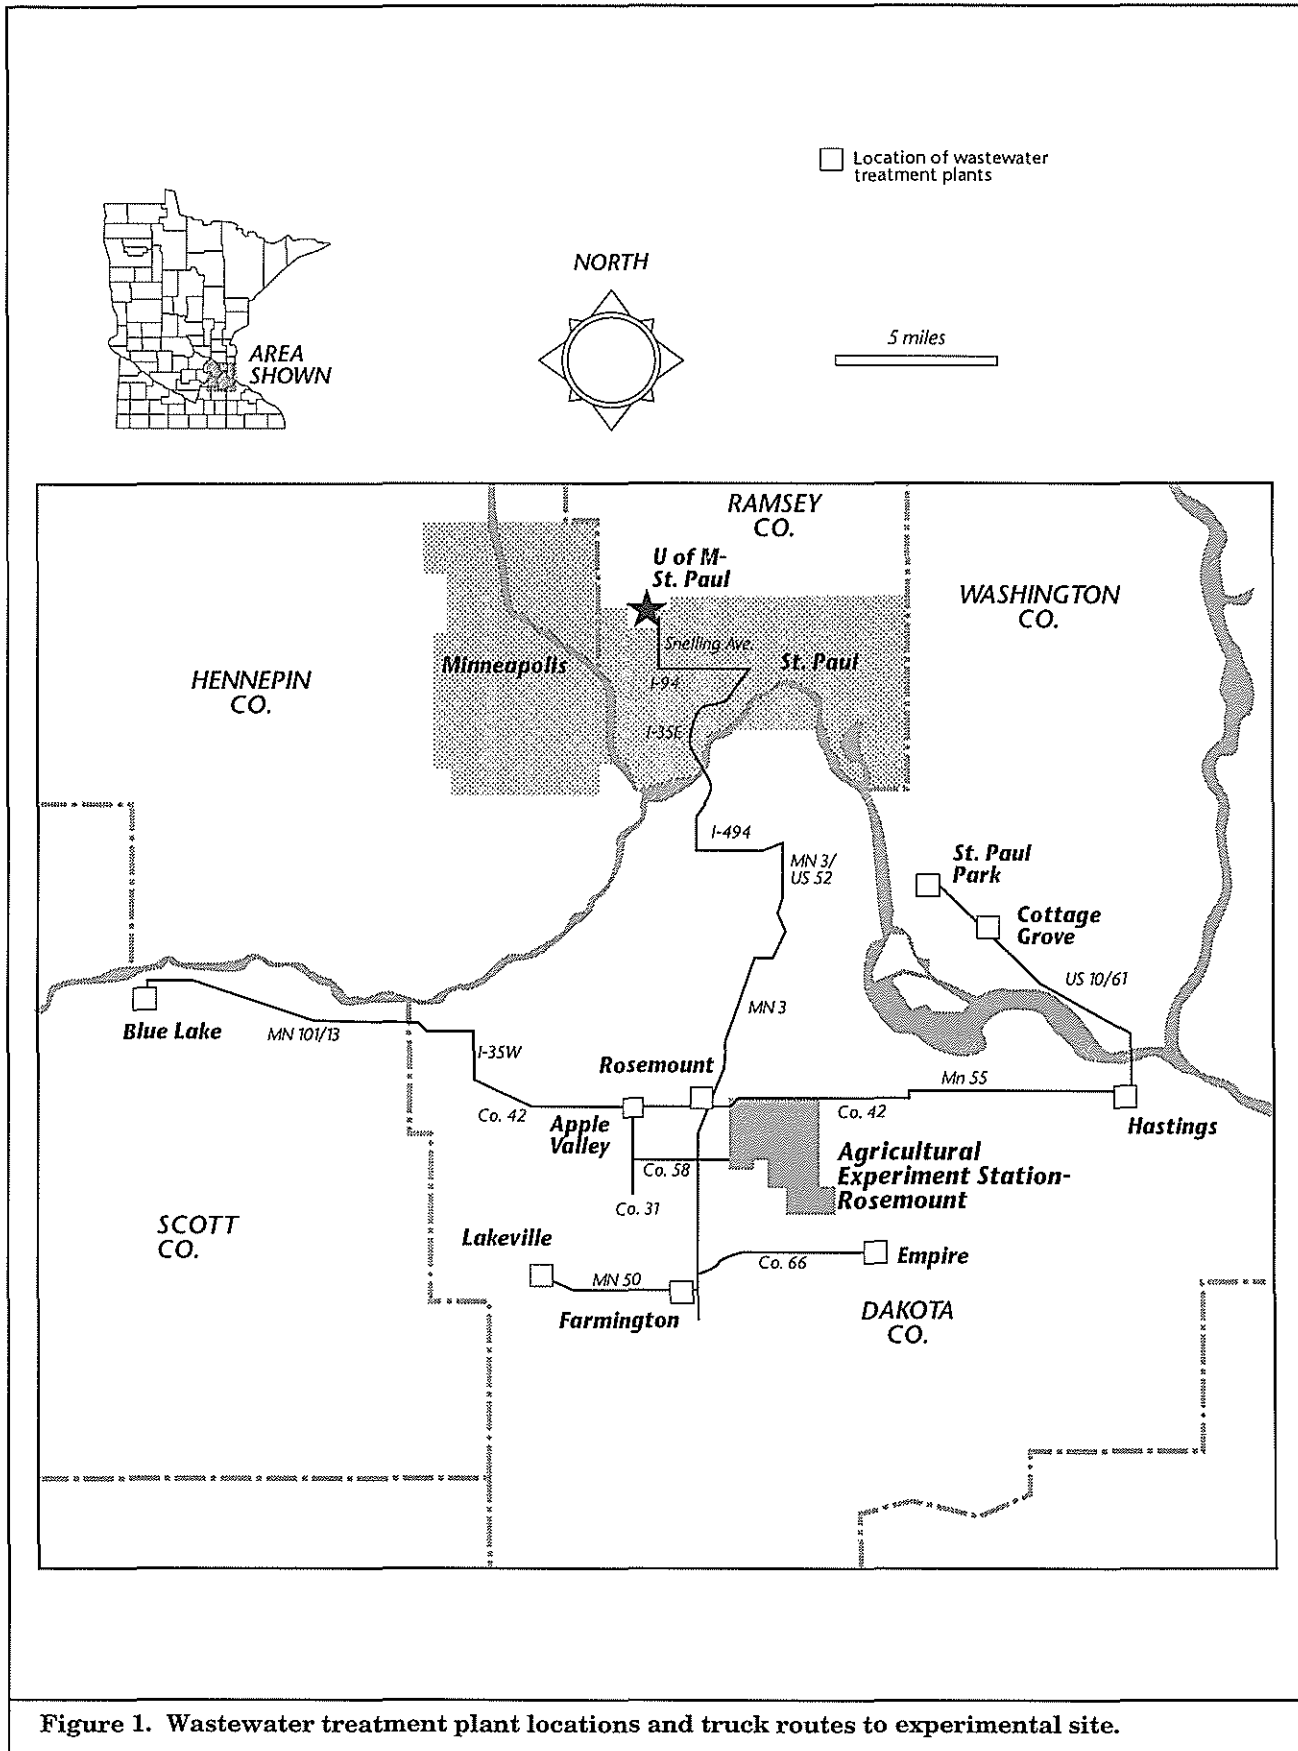 Location of wastewater
treatment plants
NORTH
5 miles
AREA
SHOWN
RAMSEY
CO.
U of M-
St. Paul
WASHINGTON
CO.
Snelling Ave.
Minneapolis
St. Paul
HENNEPIN
CO.
I-94
I-35E
I-494
MN 3/
US 52
St. Paul
Park
Cottage
Grove
US 10/61
MN 3
Blue Lake
MN 101/13
I-35W
Rosemount
Mn 55
Co. 42
Apple
Valley
Co. 42
Hastings
Agricultural
Experiment Station-
Rosemount
Co. 58
Co. 31
SCOTT
CO.
Lakeville
Empire
Co. 66
MN 50
Farmington
DAKOTA
CO.
Figure 1. Wastewater treatment plant locations and truck routes to experimental site.